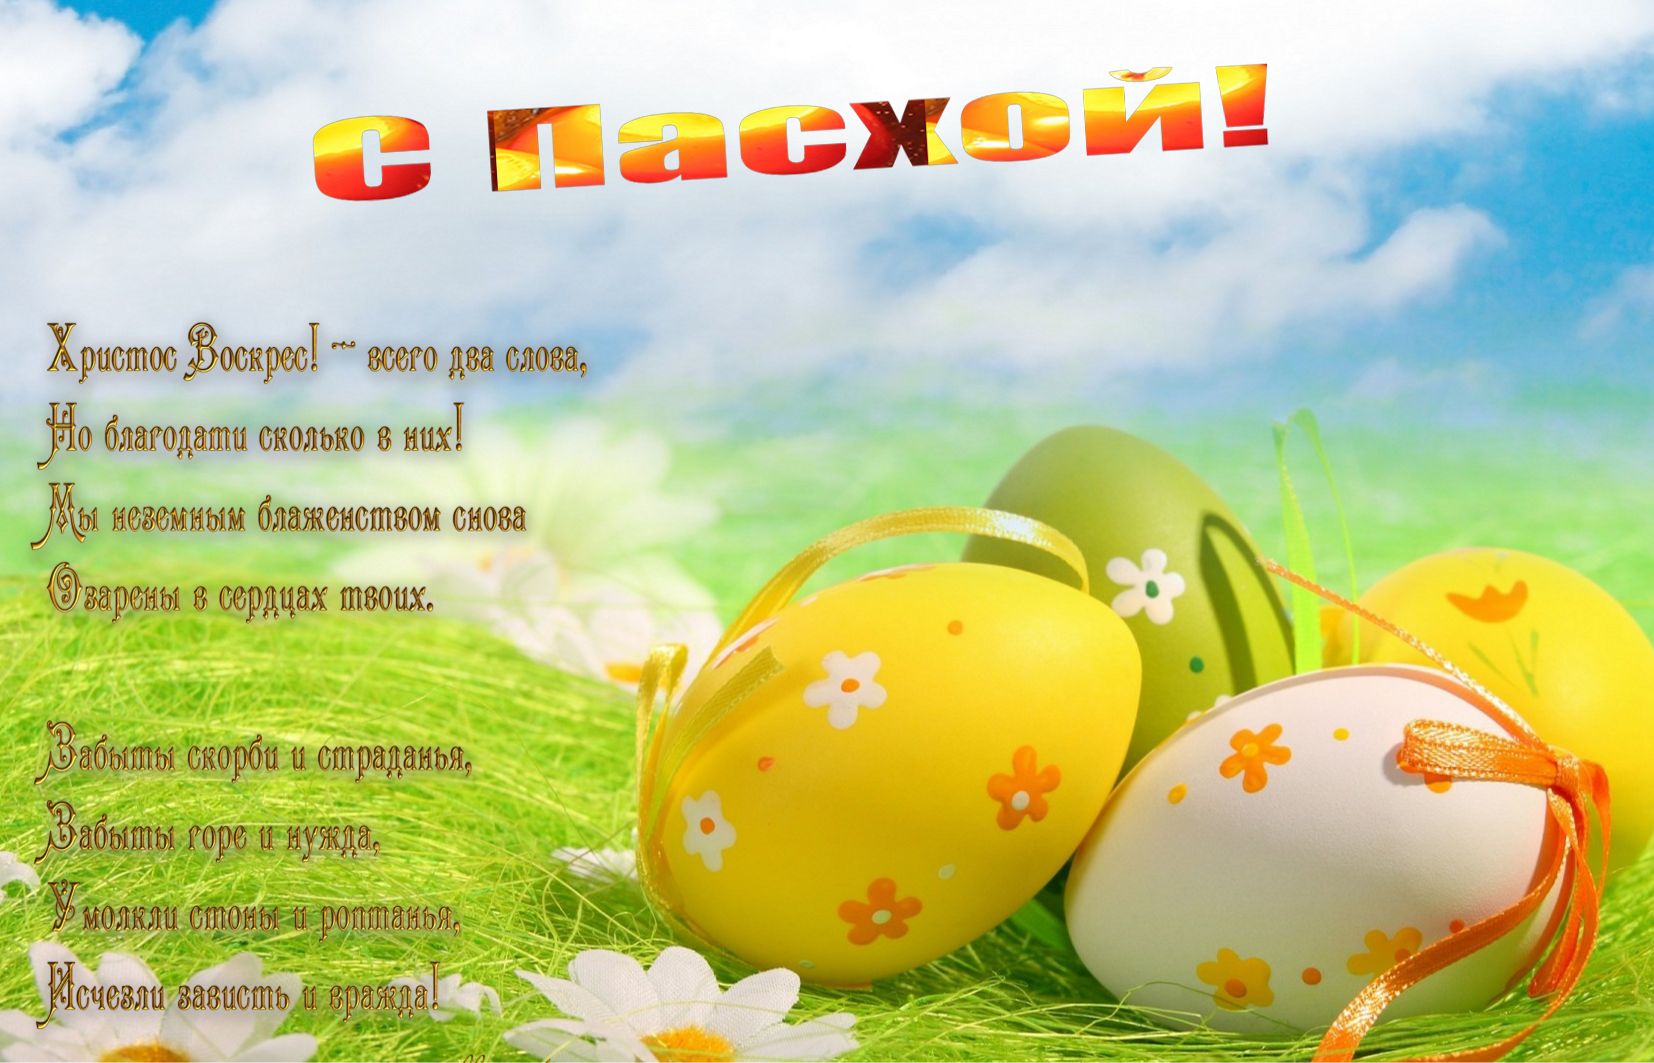 с Пасхой!
Христос Воскрес! ~ всего два слова,
Но благодати сколько в них!
Мы неземным блаженством снова
Озарены в сердцах твоих.
Забыты скорби и страданья,
Забыты горе и нужда,
Умолкли стоны и роптанья,
Исчезли зависть и вражда!